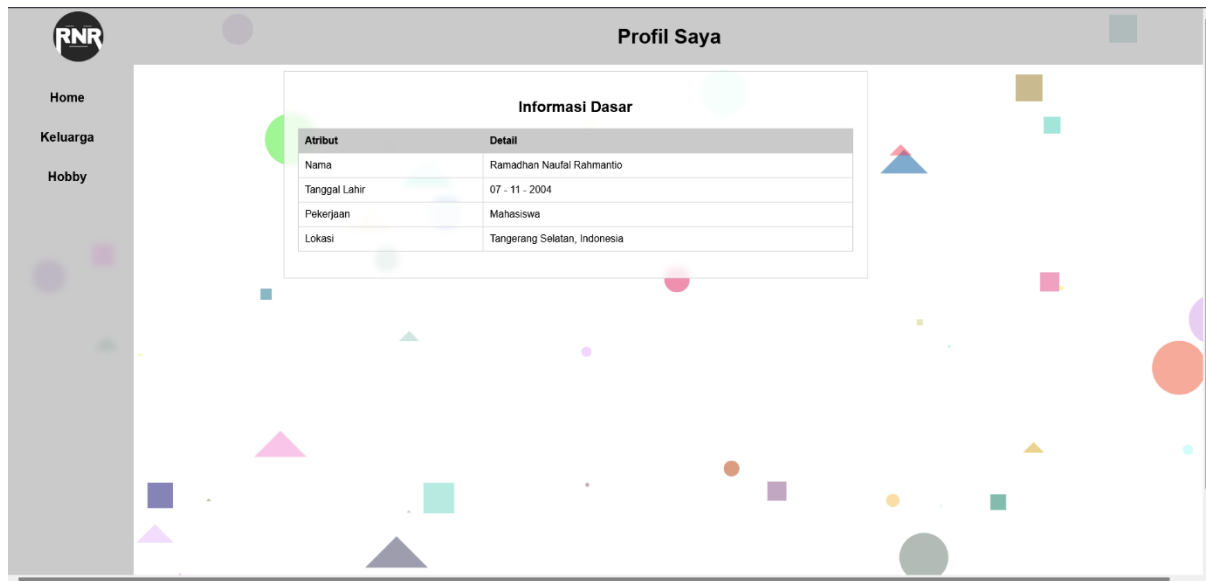 RNR
Profil Saya
Home
Keluarga
Hobby
Informasi Dasar
Atribut Detail
Nama Ramadhan Naufal Rahmantio
Tanggal Lahir 07 - 11 - 2004
Pekerjaan Mahasiswa
Lokasi Tangerang Selatan, Indonesia